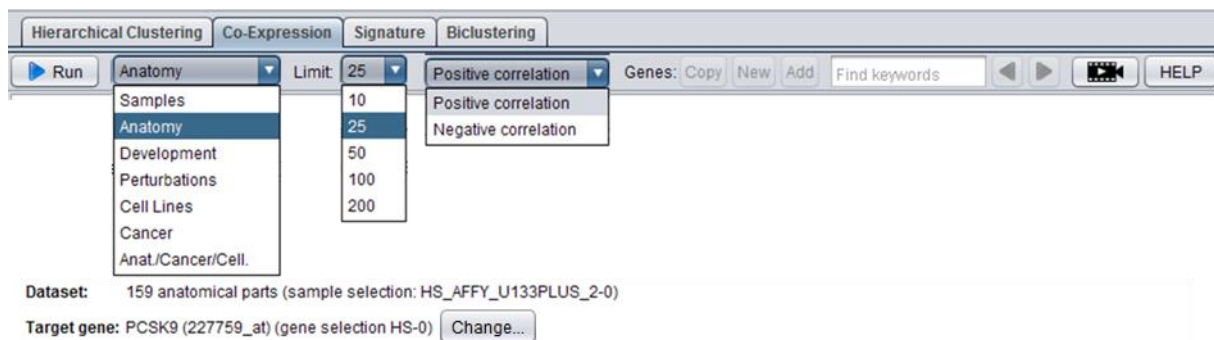 Hierarchical Clustering Co-Expression Signature Biclustering
Run Anatomy Limit: 25 Positive correlation Genes: Copy New Add Find keywords HELP
Samples 10 Positive correlation
Anatomy 25 Negative correlation
Development 50
Perturbations 100
Cell Lines 200
Cancer
Anat./Cancer/Cell.
Dataset: 159 anatomical parts (sample selection: HS_AFFY_U133PLUS_2-0)
Target gene: PCSK9 (227759_at) (gene selection HS-0) Change...